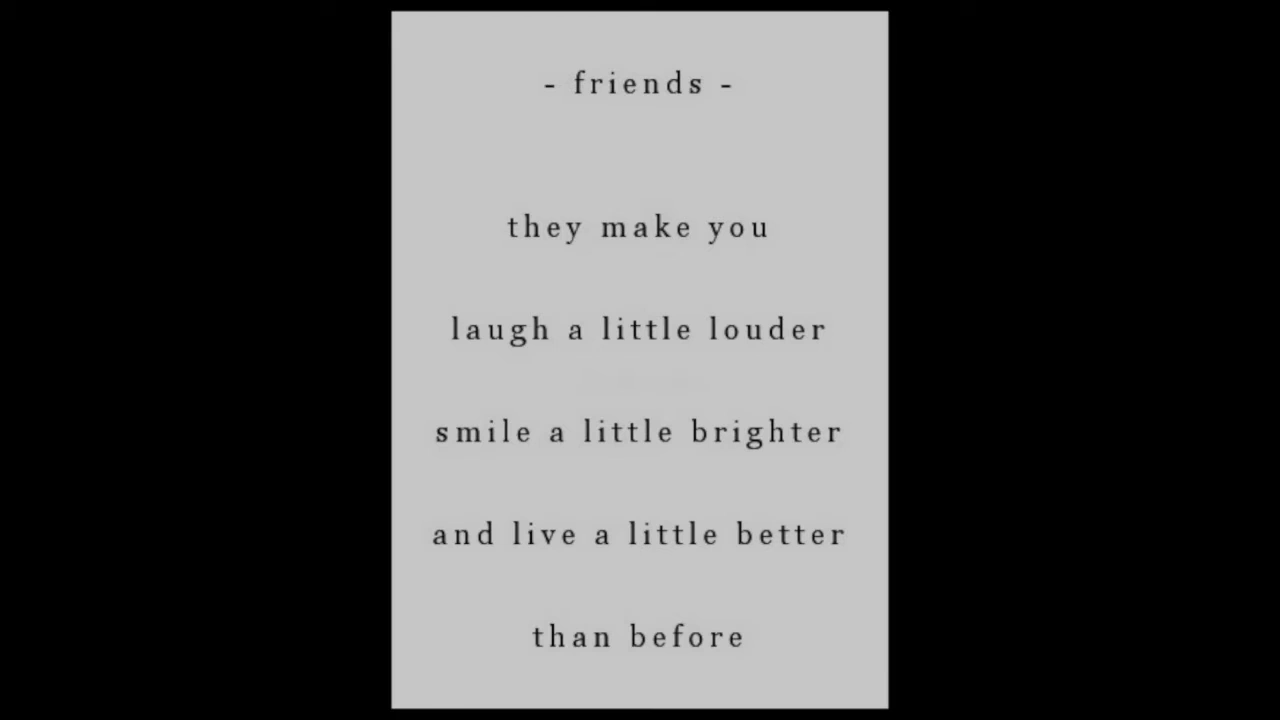 - friends -
they make you
laugh a little louder
smile a little brighter
and live a little better
than before